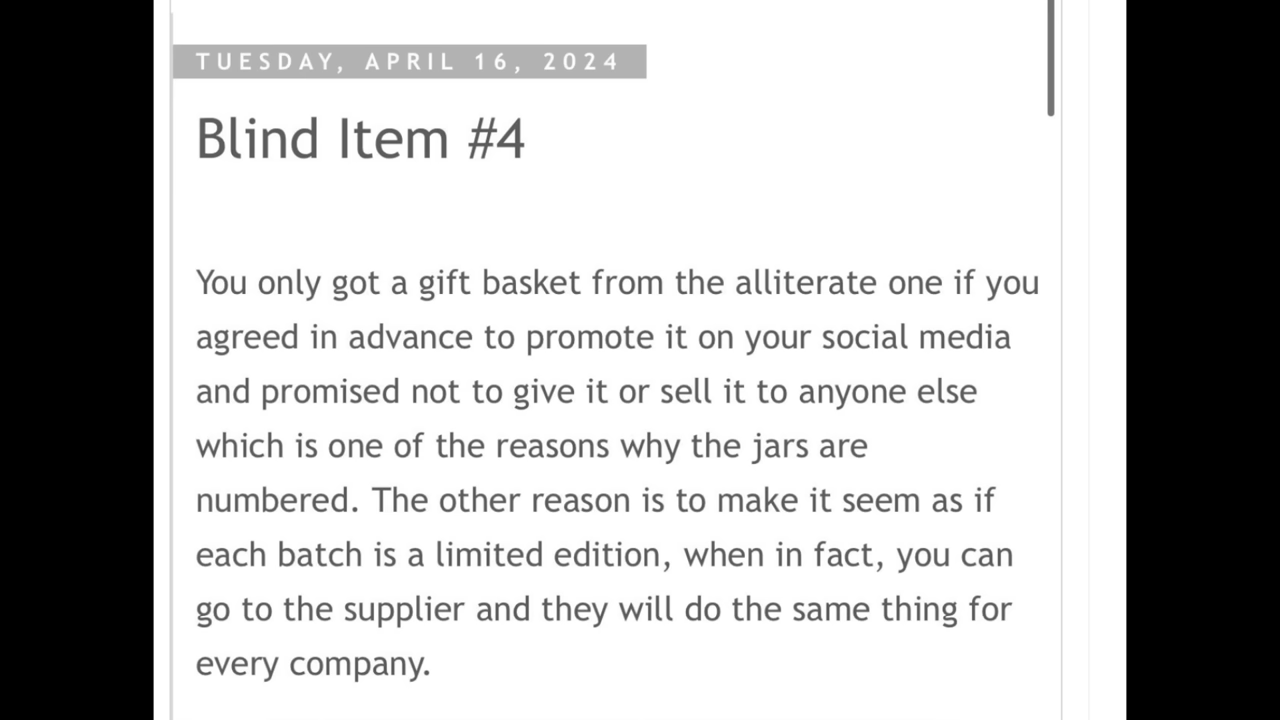 TUESDAY, APRIL 16, 2024
Blind Item #4
You only got a gift basket from the alliterate one if you
agreed in advance to promote it on your social media
and promised not to give it or sell it to anyone else
which is one of the reasons why the jars are
numbered. The other reason is to make it seem as if
each batch is a limited edition, when in fact, you can
go to the supplier and they will do the same thing for
every company.